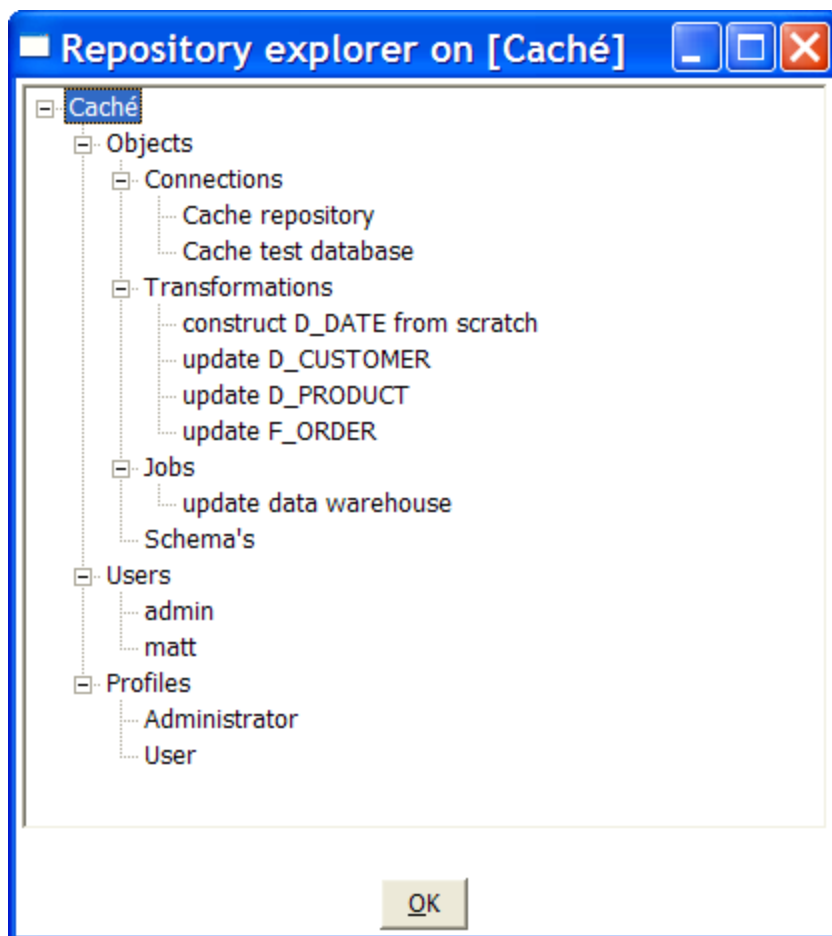 Repository explorer on [Caché]
Caché
Objects
Connections
Cache repository
Cache test database
Transformations
construct D_DATE from scratch
update D_CUSTOMER
update D_PRODUCT
update F_ORDER
Jobs
update data warehouse
Schema's
Users
admin
matt
Profiles
Administrator
User
OK